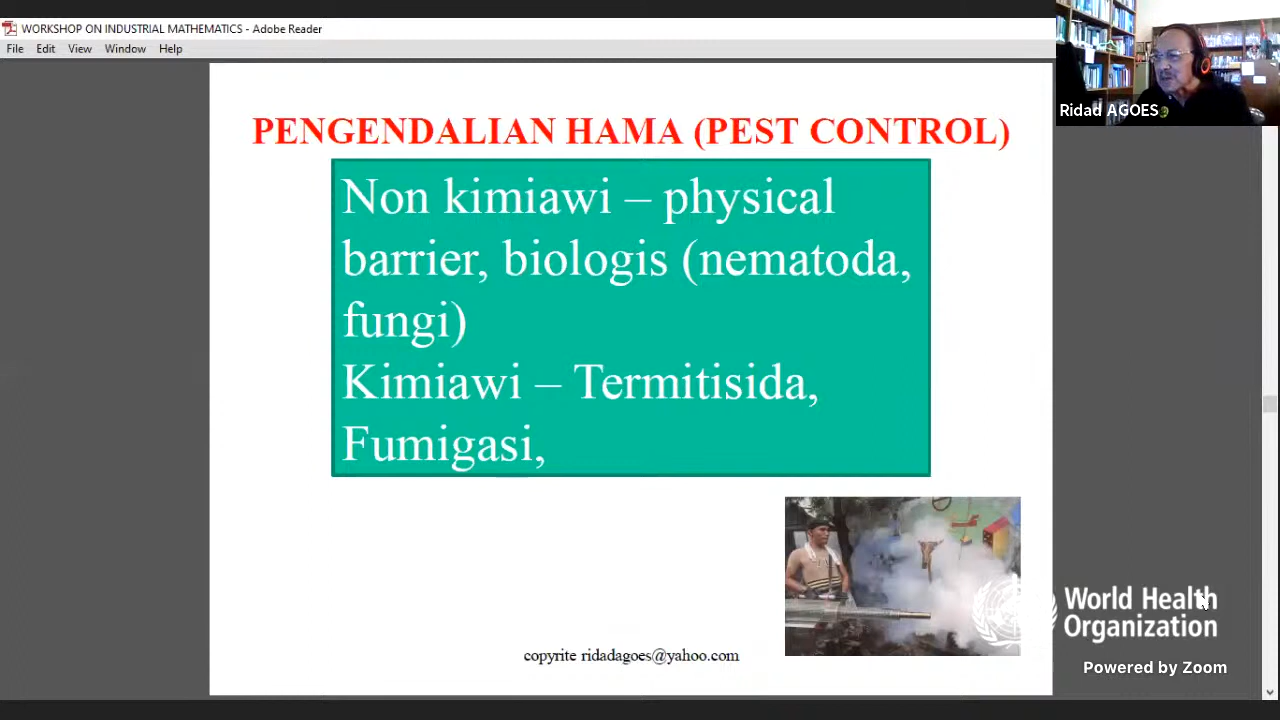 WORKSHOP ON INDUSTRIAL MATHEMATICS - Adobe Reader
File Edit View Window Help
Ridad AGOES
PENGENDALIAN HAMA (PEST CONTROL)
Non kimiawi – physical
barrier, biologis (nematoda,
fungi)
Kimiawi – Termitisida,
Fumigasi,
World Health
Organization
Powered by Zoom
copyrite ridadagoes@yahoo.com